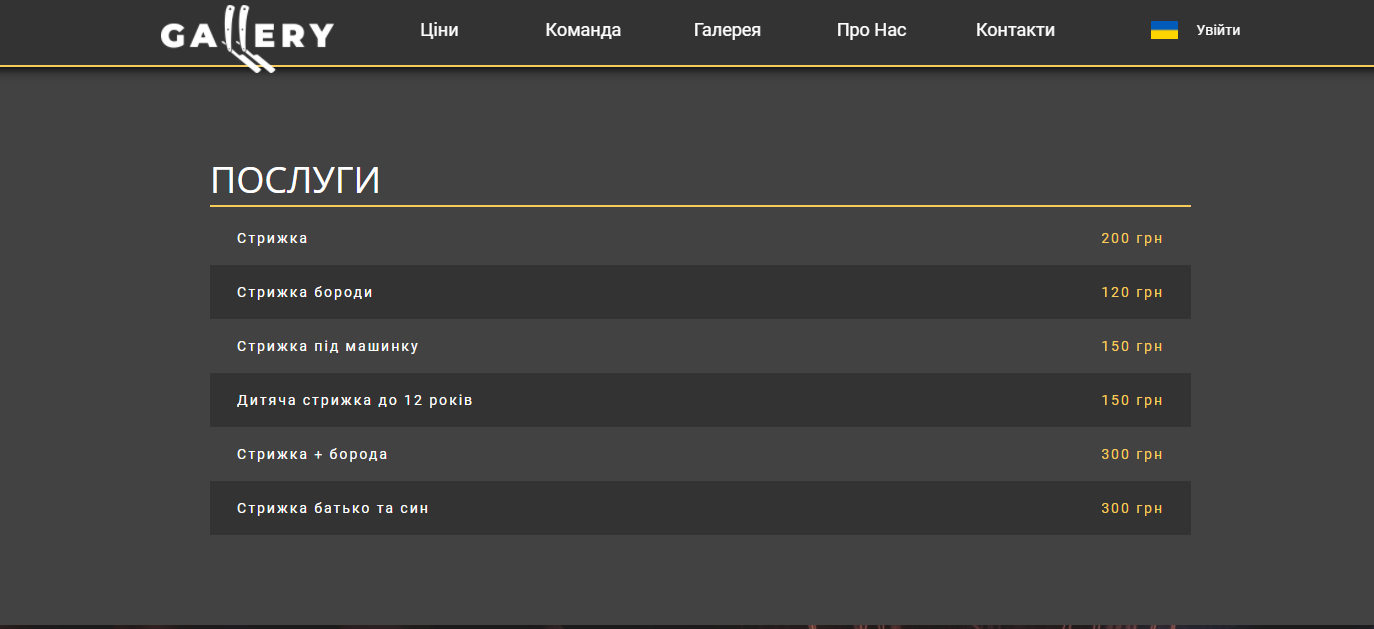 GALLERY
Ціни Команда Галерея Про Нас Контакти Увійти
ПОСЛУГИ
Стрижка 200 грн
Стрижка бороди 120 грн
Стрижка під машинку 150 грн
Дитяча стрижка до 12 років 150 грн
Стрижка + борода 300 грн
Стрижка батько та син 300 грн